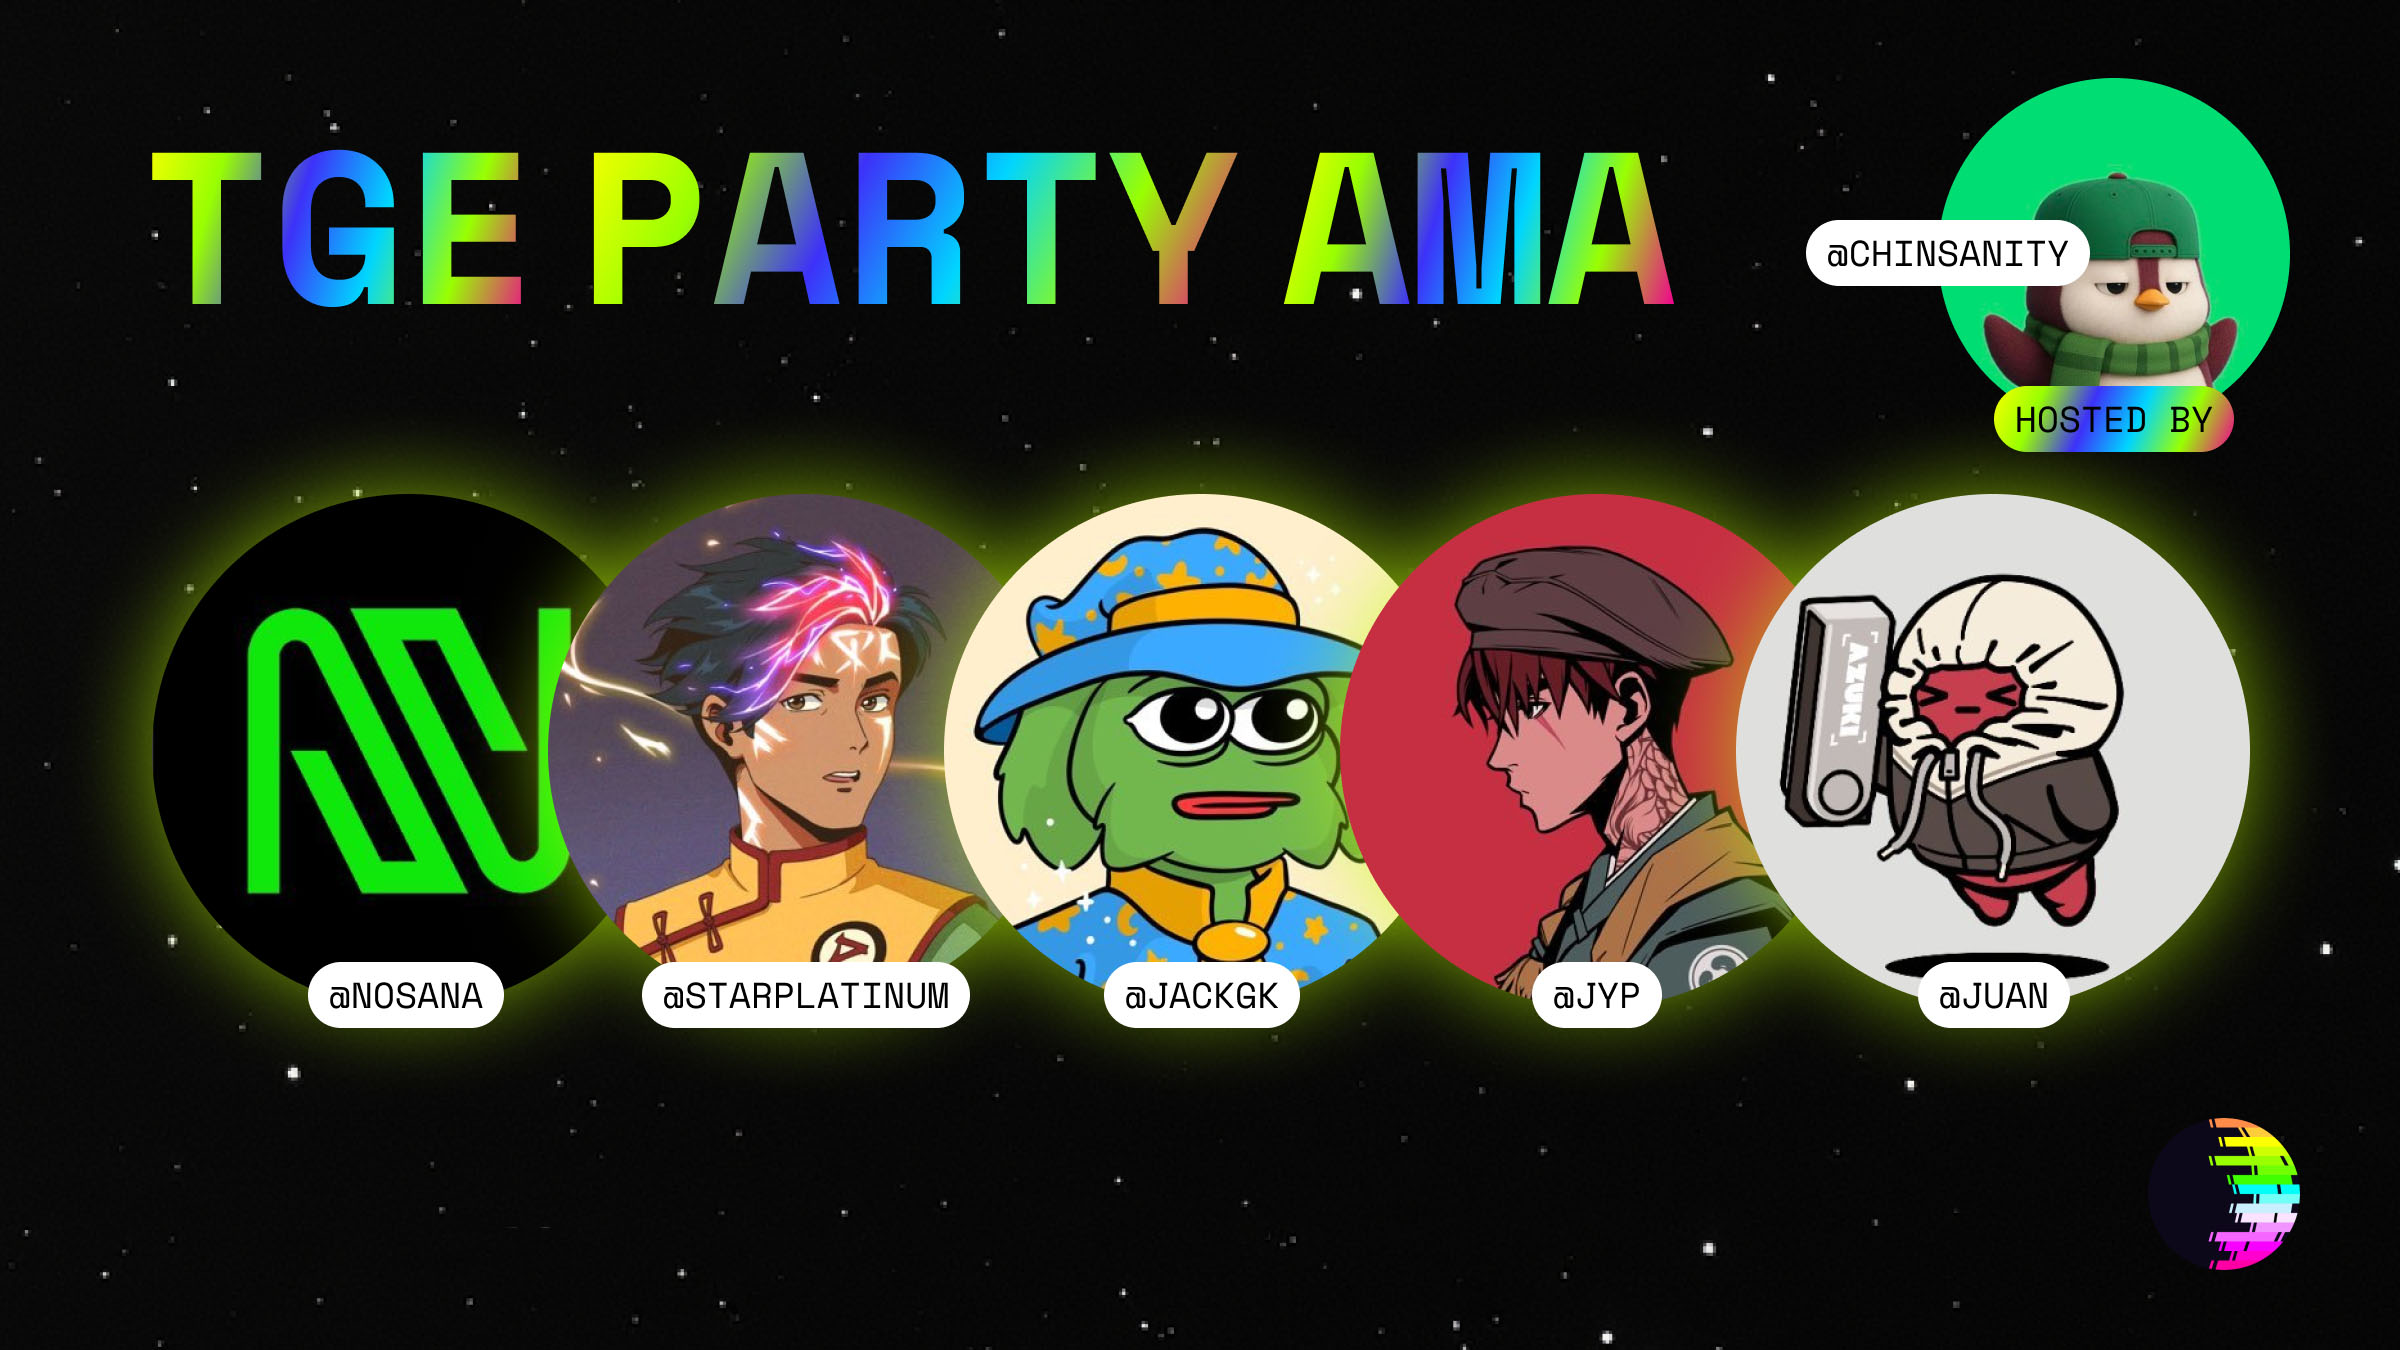 TGE PARTY AMA
@CHINSANITY
HOSTED BY
AZUKI
@NOSANA
@STARPLATINUM
@JACKGK
@JYP
@JUAN